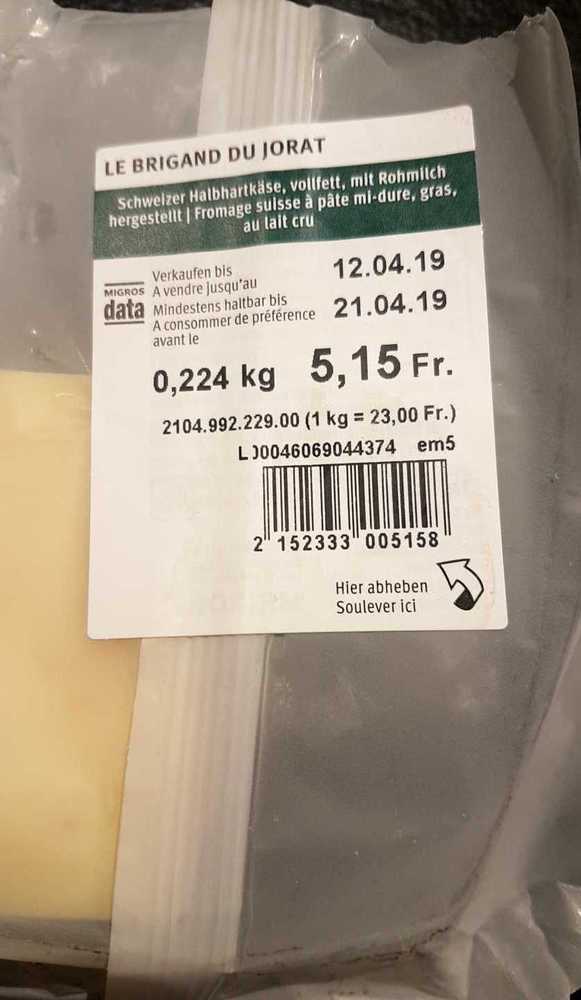 LE BRIGAND DU JORAT
Schweizer Halbhartkäse, vollfett, mit Rohmilch
hergestellt | Fromage suisse à pâte mi-dure, gras,
au lait cru
Verkaufen bis
A vendre jusqu'au
12.04.19
MIGROS
data
Mindestens haltbar bis
A consommer de préférence
avant le
21.04.19
0,224 kg 5,15 Fr.
2104.992.229.00 (1 kg = 23,00 Fr.)
L00046069044374 em5
2 152333 005158
Hier abheben
Soulever ici